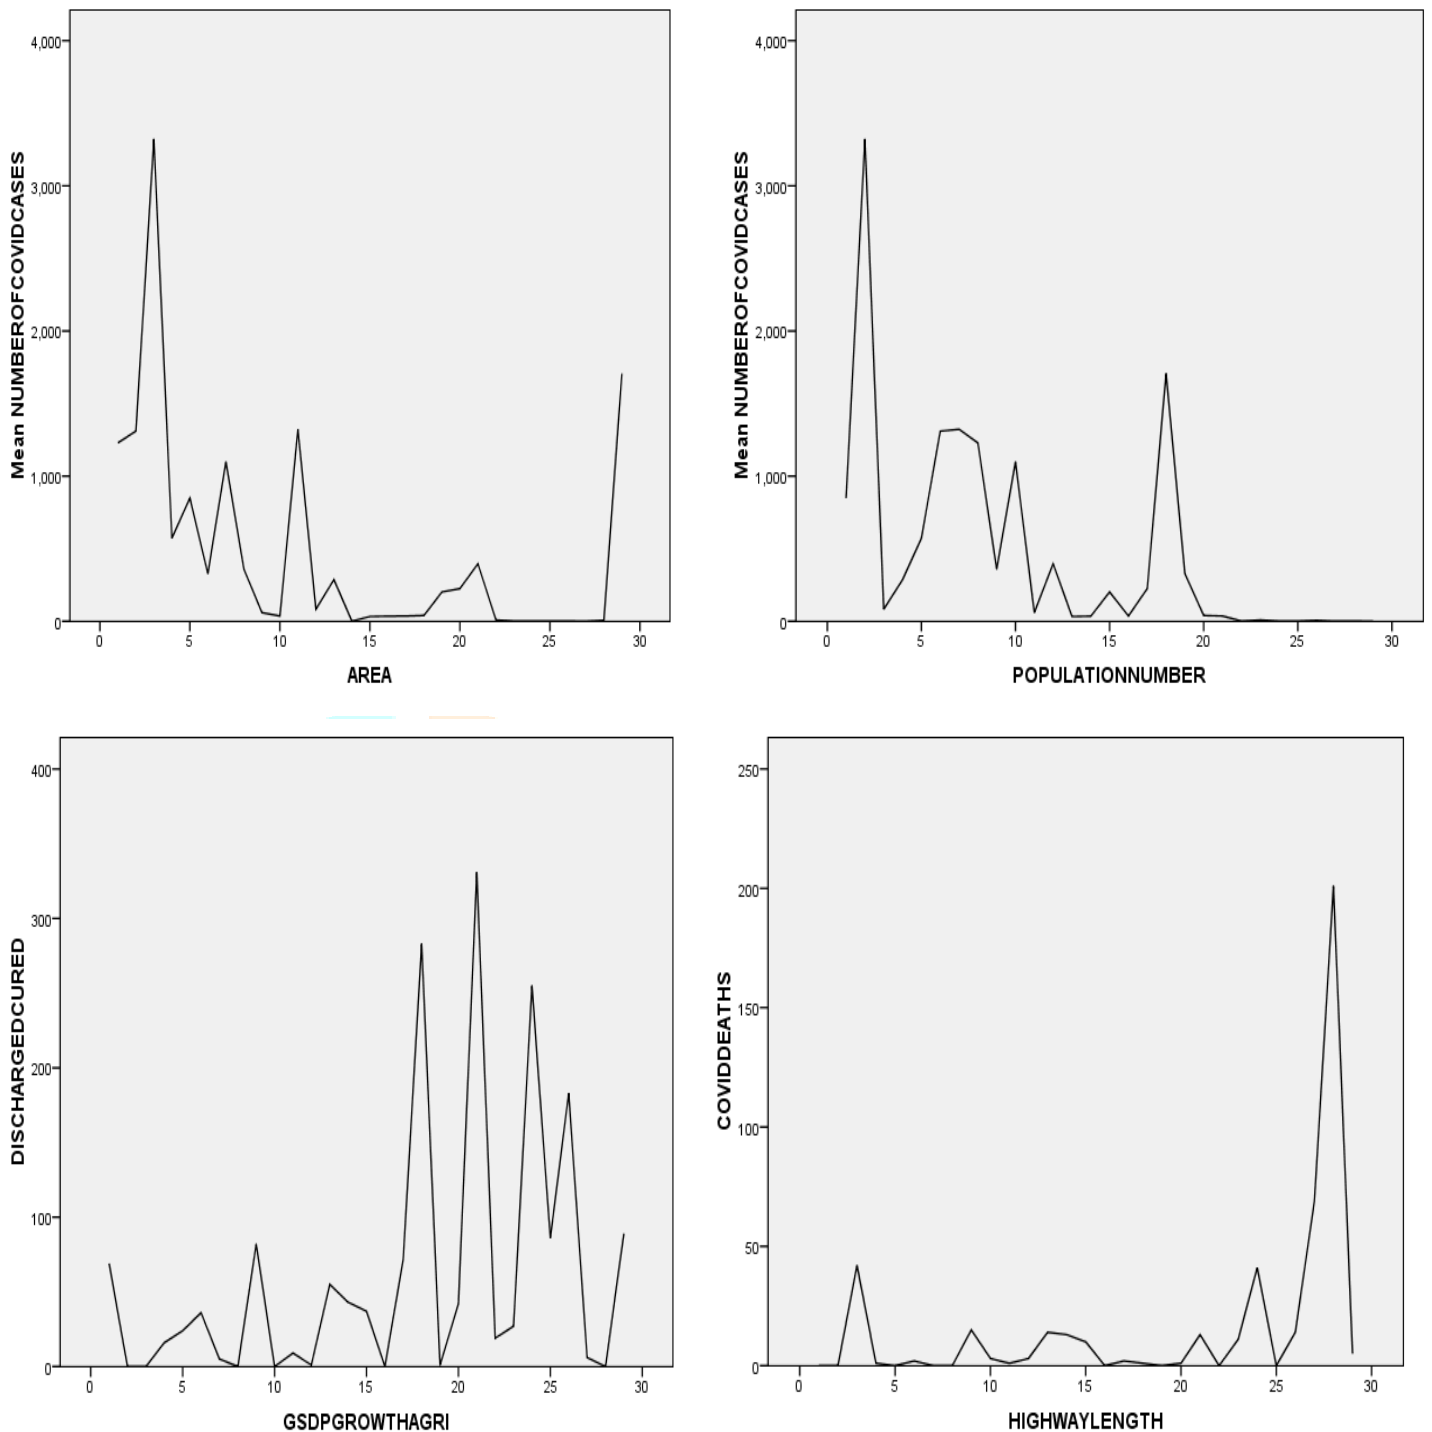 4,000
3,000
2,000
1,000
0
Mean NUMBEROFCOVIDCASES
0 5 10 15 20 25 30
AREA
4,000
3,000
2,000
1,000
0
Mean NUMBEROFCOVIDCASES
0 5 10 15 20 25 30
POPULATIONNUMBER
400
300
200
100
0
DISCHARGEDCURED
0 5 10 15 20 25 30
GSDPGROWTHAGRI
250
200
150
100
50
0
COVIDDEATHS
0 5 10 15 20 25 30
HIGHWAYLENGTH